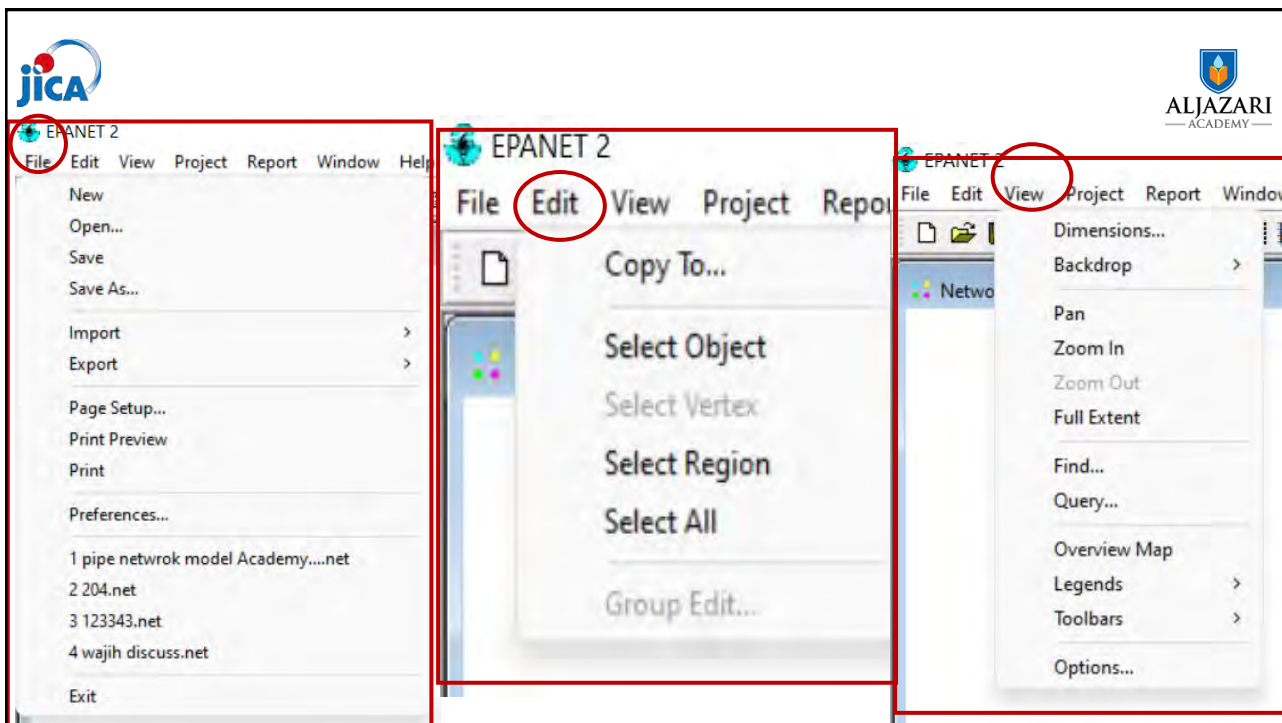 jICA
ALJAZARI
ACADEMY
EPANET 2
File Edit View Project Report Window Help
New
Open...
Save
Save As...
Import
Export
Page Setup...
Print Preview
Print
Preferences...
1 pipe netwrok model Academy....net
2 204.net
3 123343.net
4 wajih discuss.net
Exit
EPANET 2
File Edit View Project Repor
Copy To...
Select Object
Select Vertex
Select Region
Select All
Group Edit...
EPANET 2
File Edit View Project Report Window
Dimensions...
Backdrop
Netwo
Pan
Zoom In
Zoom Out
Full Extent
Find...
Query...
Overview Map
Legends
Toolbars
Options...